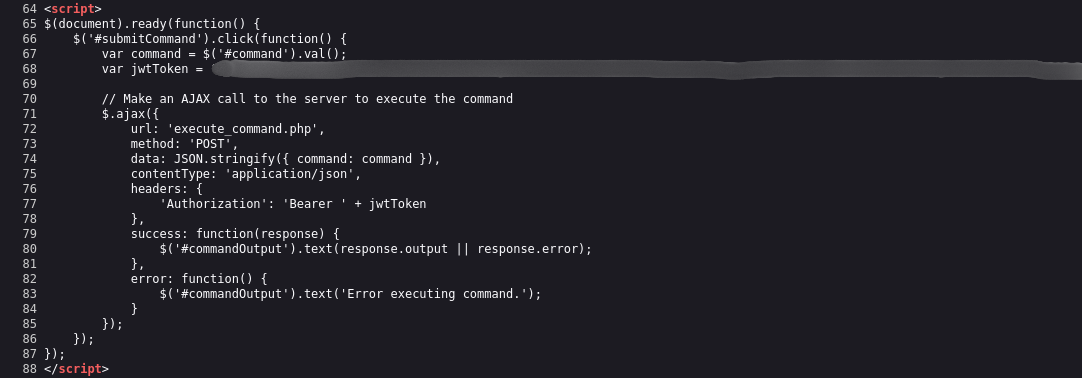 64 <script>
65 $(document).ready(function() {
66     $('#submitCommand').click(function() {
67         var command = $('#command').val();
68         var jwtToken =
69
70         // Make an AJAX call to the server to execute the command
71         $.ajax({
72             url: 'execute_command.php',
73             method: 'POST',
74             data: JSON.stringify({ command: command }),
75             contentType: 'application/json',
76             headers: {
77                 'Authorization': 'Bearer ' + jwtToken
78             },
79             success: function(response) {
80                 $('#commandOutput').text(response.output || response.error);
81             },
82             error: function() {
83                 $('#commandOutput').text('Error executing command.');
84             }
85         });
86     });
87 });
88 </script>